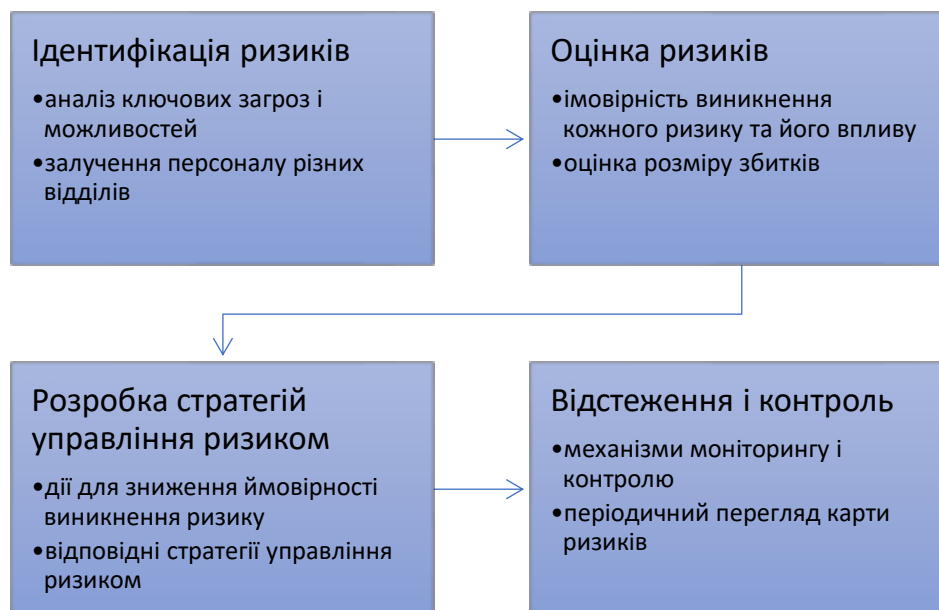 Ідентифікація ризиків
•аналіз ключових загроз і
можливостей
•залучення персоналу різних
відділів
Оцінка ризиків
•імовірність виникнення
кожного ризику та його впливу
•оцінка розміру збитків
Розробка стратегій
управління ризиком
•дії для зниження ймовірності
виникнення ризику
•відповідні стратегії управління
ризиком
Відстеження і контроль
•механізми моніторингу і
контролю
•періодичний перегляд карти
ризиків